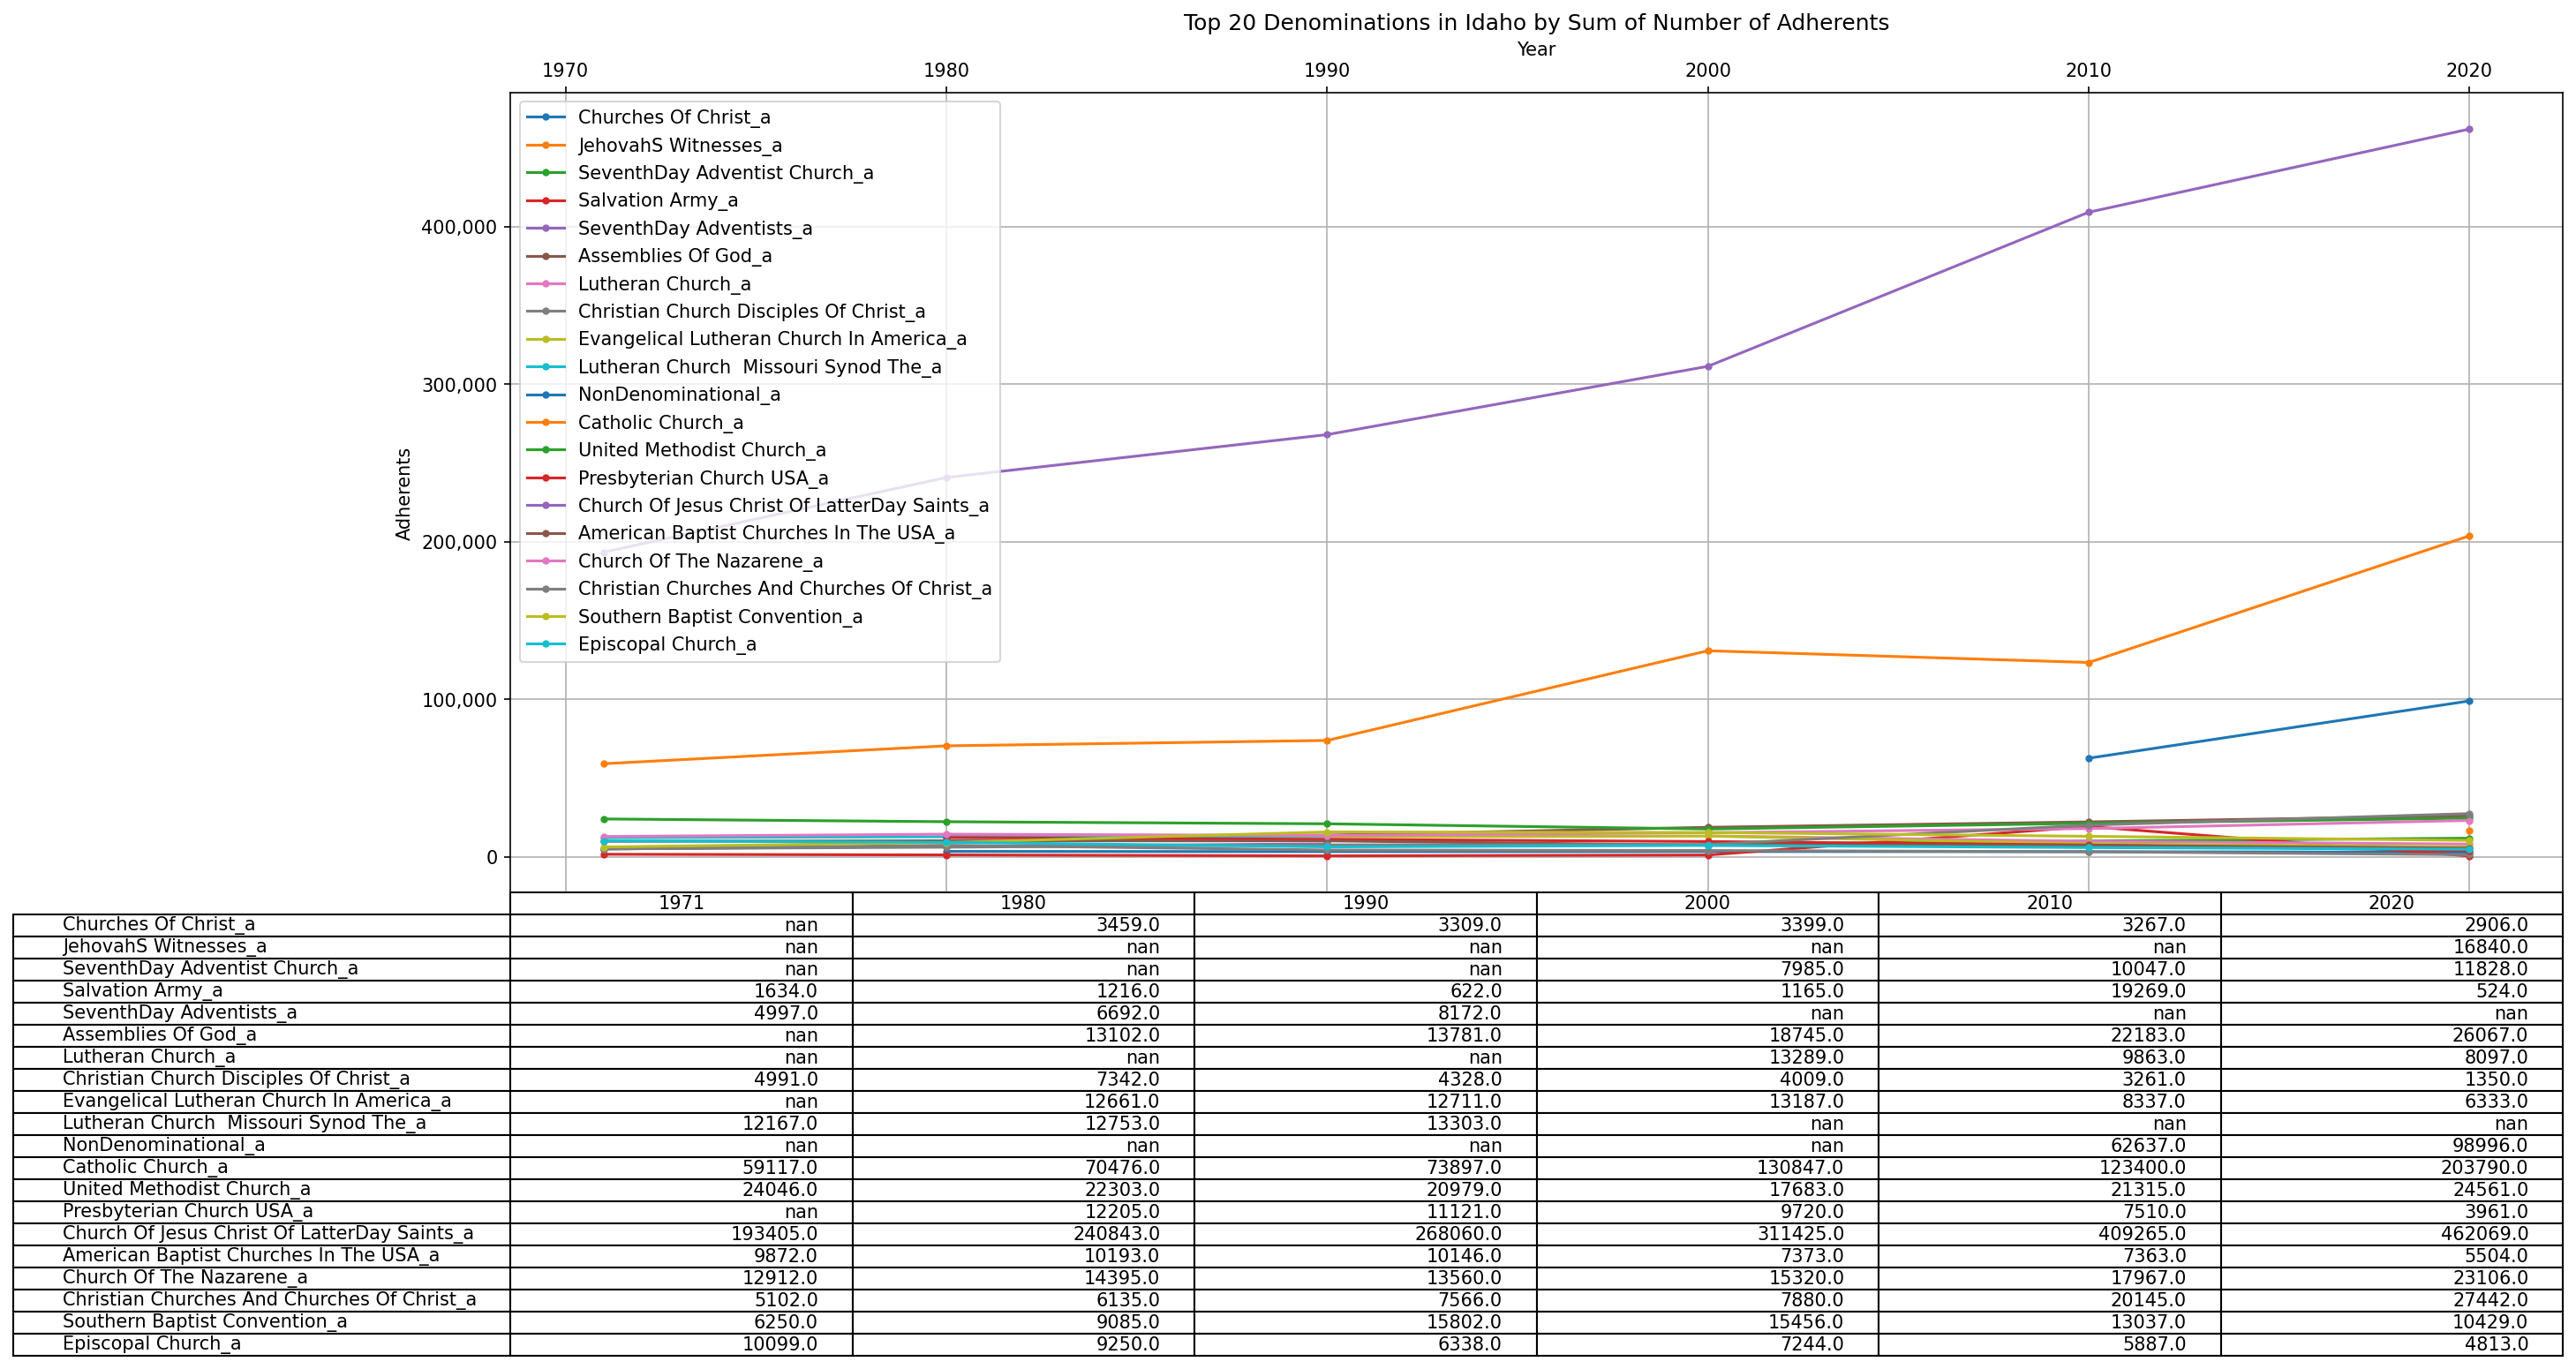 Top 20 Denominations in Idaho by Sum of Number of Adherents
Year
1970 1980 1990 2000 2010 2020
Churches Of Christ_a
JehovahS Witnesses_a
SeventhDay Adventist Church_a
Salvation Army_a
SeventhDay Adventists_a
Assemblies Of God_a
Lutheran Church_a
Christian Church Disciples Of Christ_a
Evangelical Lutheran Church In America_a
Lutheran Church  Missouri Synod The_a
NonDenominational_a
Catholic Church_a
United Methodist Church_a
Presbyterian Church USA_a
Church Of Jesus Christ Of LatterDay Saints_a
American Baptist Churches In The USA_a
Church Of The Nazarene_a
Christian Churches And Churches Of Christ_a
Southern Baptist Convention_a
Episcopal Church_a
Adherents
400,000
300,000
200,000
100,000
0
1971 1980 1990 2000 2010 2020
Churches Of Christ_a nan 3459.0 3309.0 3399.0 3267.0 2906.0
JehovahS Witnesses_a nan nan nan nan nan 16840.0
SeventhDay Adventist Church_a nan nan nan 7985.0 10047.0 11828.0
Salvation Army_a 1634.0 1216.0 622.0 1165.0 19269.0 524.0
SeventhDay Adventists_a 4997.0 6692.0 8172.0 nan nan nan
Assemblies Of God_a nan 13102.0 13781.0 18745.0 22183.0 26067.0
Lutheran Church_a nan nan nan 13289.0 9863.0 8097.0
Christian Church Disciples Of Christ_a 4991.0 7342.0 4328.0 4009.0 3261.0 1350.0
Evangelical Lutheran Church In America_a nan 12661.0 12711.0 13187.0 8337.0 6333.0
Lutheran Church  Missouri Synod The_a 12167.0 12753.0 13303.0 nan nan nan
NonDenominational_a nan nan nan nan 62637.0 98996.0
Catholic Church_a 59117.0 70476.0 73897.0 130847.0 123400.0 203790.0
United Methodist Church_a 24046.0 22303.0 20979.0 17683.0 21315.0 24561.0
Presbyterian Church USA_a nan 12205.0 11121.0 9720.0 7510.0 3961.0
Church Of Jesus Christ Of LatterDay Saints_a 193405.0 240843.0 268060.0 311425.0 409265.0 462069.0
American Baptist Churches In The USA_a 9872.0 10193.0 10146.0 7373.0 7363.0 5504.0
Church Of The Nazarene_a 12912.0 14395.0 13560.0 15320.0 17967.0 23106.0
Christian Churches And Churches Of Christ_a 5102.0 6135.0 7566.0 7880.0 20145.0 27442.0
Southern Baptist Convention_a 6250.0 9085.0 15802.0 15456.0 13037.0 10429.0
Episcopal Church_a 10099.0 9250.0 6338.0 7244.0 5887.0 4813.0